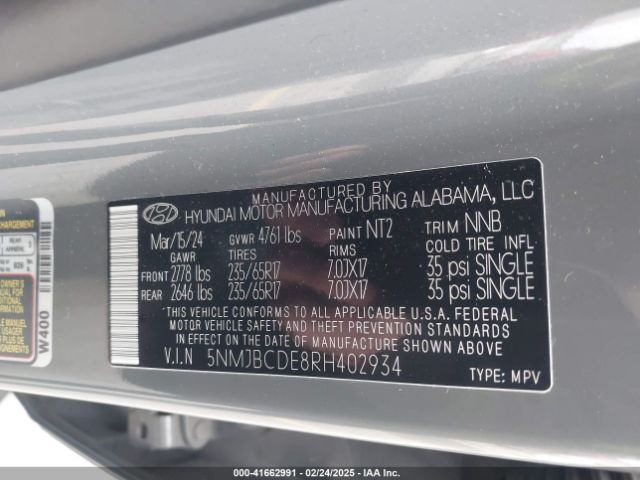 MANUFACTURED BY
HYUNDAI MOTOR MANUFACTURING ALABAMA, LLC
Mar/15/24 GVWR 4761 lbs PAINT NT2 TRIM NNB
GAWR TIRES RIMS COLD TIRE INFL
FRONT 2778 lbs 235/65R17 7.0JX17 35 psi SINGLE
REAR 2646 lbs 235/65R17 7.0JX17 35 psi SINGLE
THIS VEHICLE CONFORMS TO ALL APPLICABLE U.S.A. FEDERAL
MOTOR VEHICLE SAFETY, BUMPER, AND THEFT PREVENTION STANDARDS
IN EFFECT ON THE DATE OF MANUFACTURE SHOWN ABOVE.
V.I.N 5NMJBCDE8RH402934
TYPE: MPV
W400
REAR
000-41662991 - 02/24/2025 - IAA Inc.